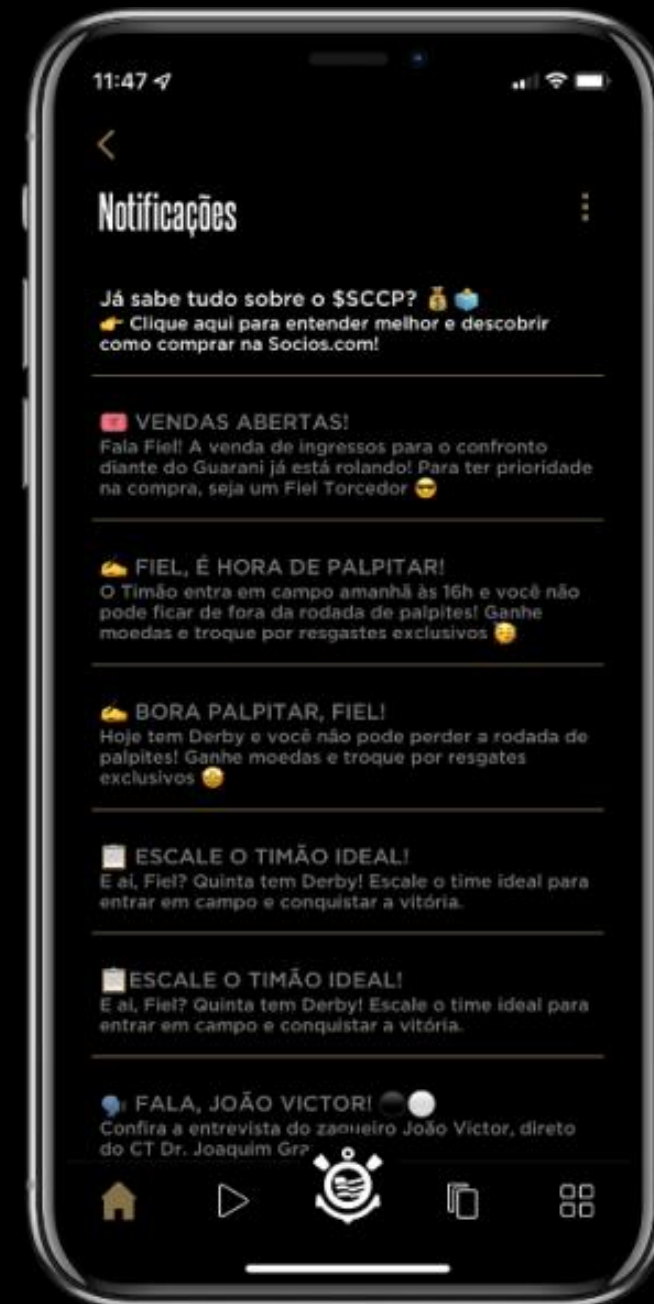 11:47
Notificações
Já sabe tudo sobre o $SCCP? 💰🗳️
👉 Clique aqui para entender melhor e descobrir
como comprar na Socios.com!
🎟️ VENDAS ABERTAS!
Fala Fiel! A venda de ingressos para o confronto
diante do Guarani já está rolando! Para ter prioridade
na compra, seja um Fiel Torcedor 😎
✍️ FIEL, É HORA DE PALPITAR!
O Timão entra em campo amanhã às 16h e você não
pode ficar de fora da rodada de palpites! Ganhe
moedas e troque por resgastes exclusivos 🥳
✍️ BORA PALPITAR, FIEL!
Hoje tem Derby e você não pode perder a rodada de
palpites! Ganhe moedas e troque por resgates
exclusivos 🤩
📋 ESCALE O TIMÃO IDEAL!
E aí, Fiel? Quinta tem Derby! Escale o time ideal para
entrar em campo e conquistar a vitória.
📋ESCALE O TIMÃO IDEAL!
E aí, Fiel? Quinta tem Derby! Escale o time ideal para
entrar em campo e conquistar a vitória.
🗣️ FALA, JOÃO VICTOR! ⚫⚪
Confira a entrevista do zagueiro João Victor, direto
do CT Dr. Joaquim Gra